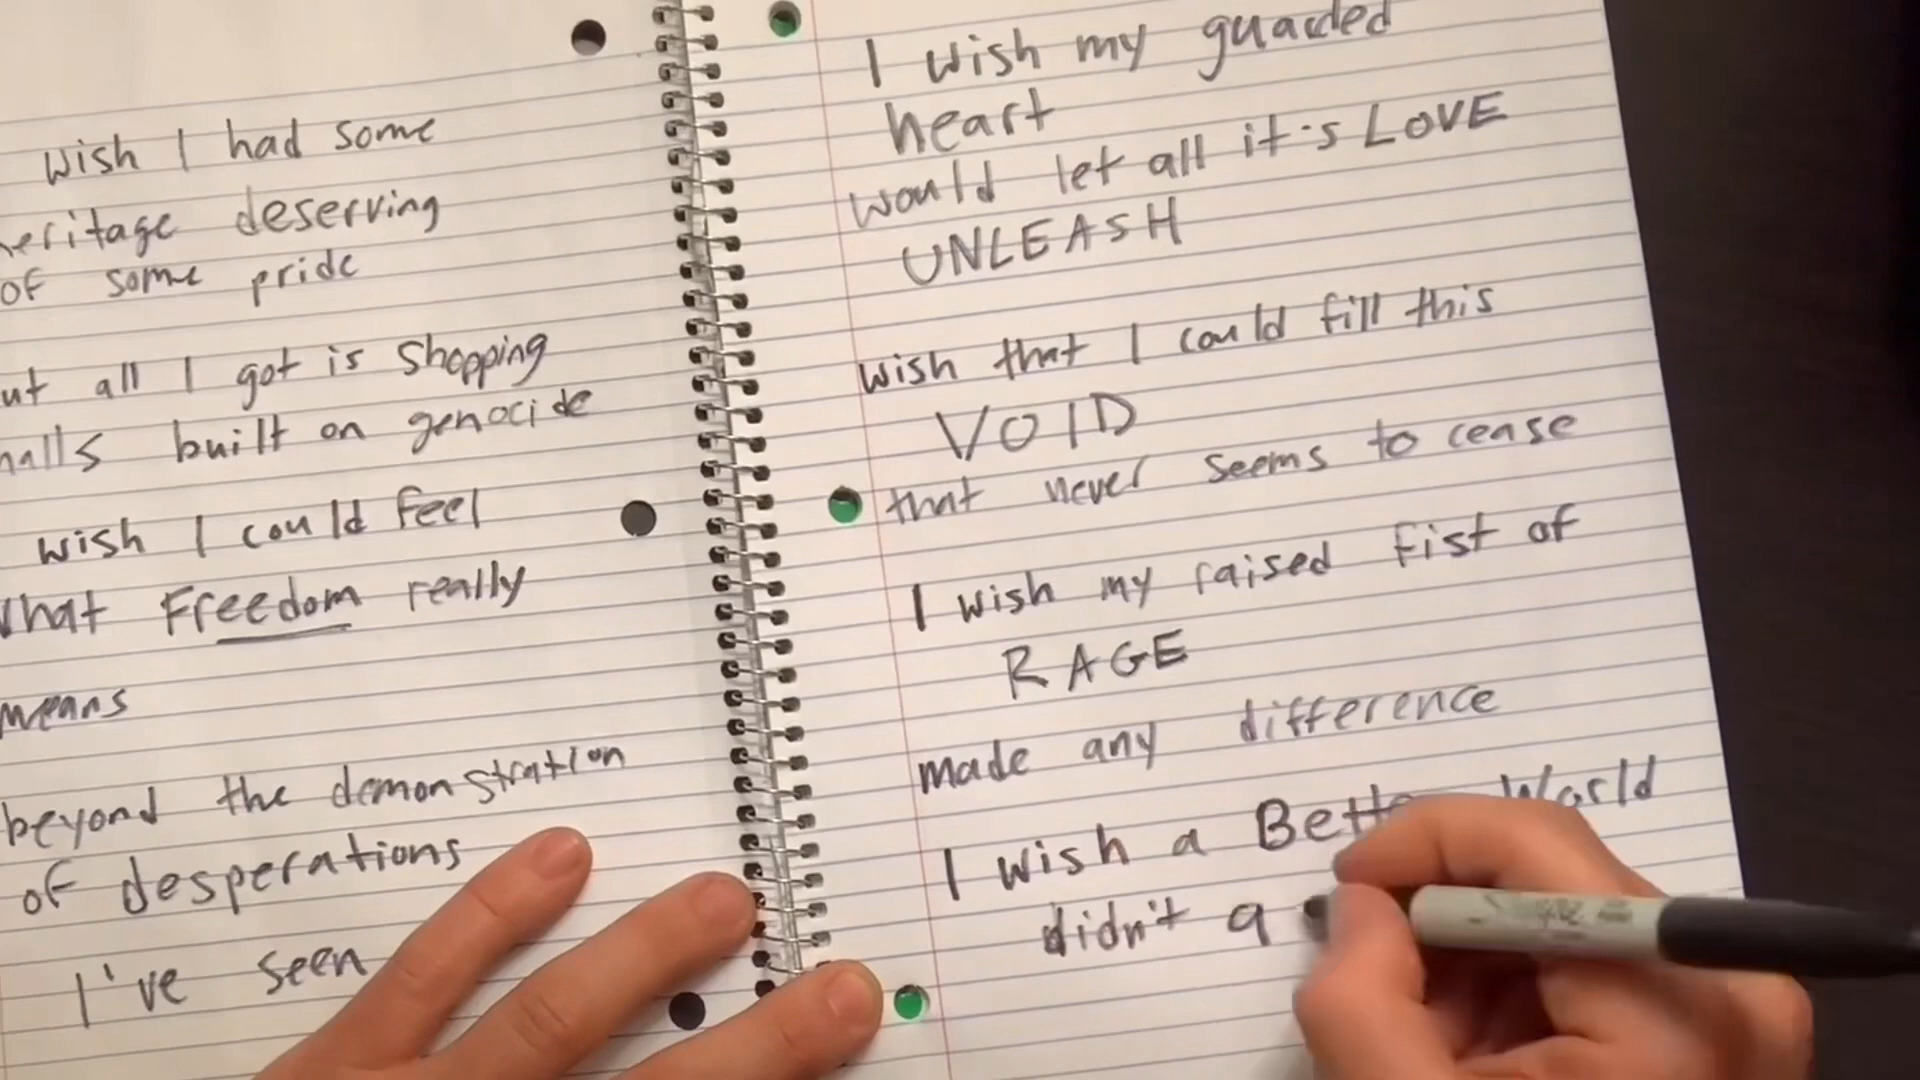 Wish I had some
heritage deserving
of some pride
but all I got is shopping
malls built on genocide
wish I could feel
what Freedom really
means
beyond the demonstration
of desperations
I've seen
I wish my guarded
heart
would let all it's LOVE
UNLEASH
wish that I could fill this
VOID
that never seems to cease
I wish my raised fist of
RAGE
made any difference
I wish a Better World
didn't a